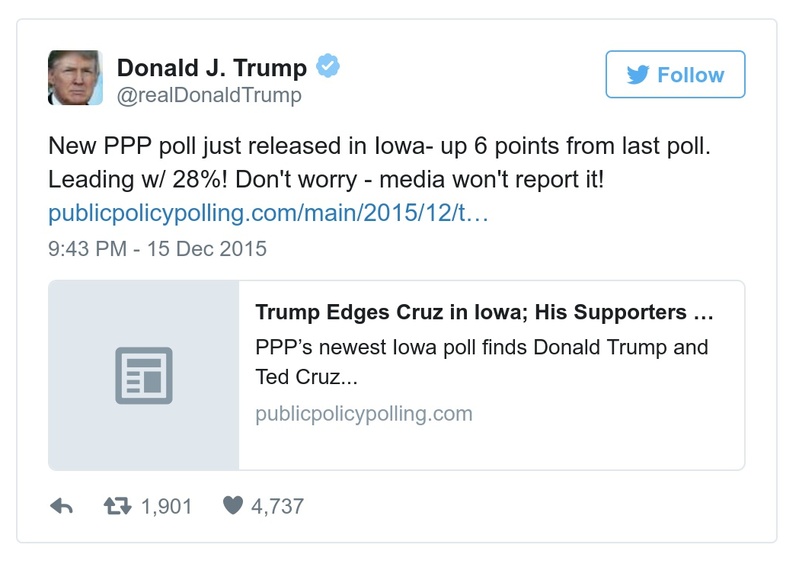 Donald J. Trump
@realDonaldTrump
Follow
New PPP poll just released in Iowa- up 6 points from last poll.
Leading w/ 28%! Don't worry - media won't report it!
publicpolicypolling.com/main/2015/12/t…
9:43 PM - 15 Dec 2015
Trump Edges Cruz in Iowa; His Supporters …
PPP’s newest Iowa poll finds Donald Trump and
Ted Cruz...
publicpolicypolling.com
1,901 4,737